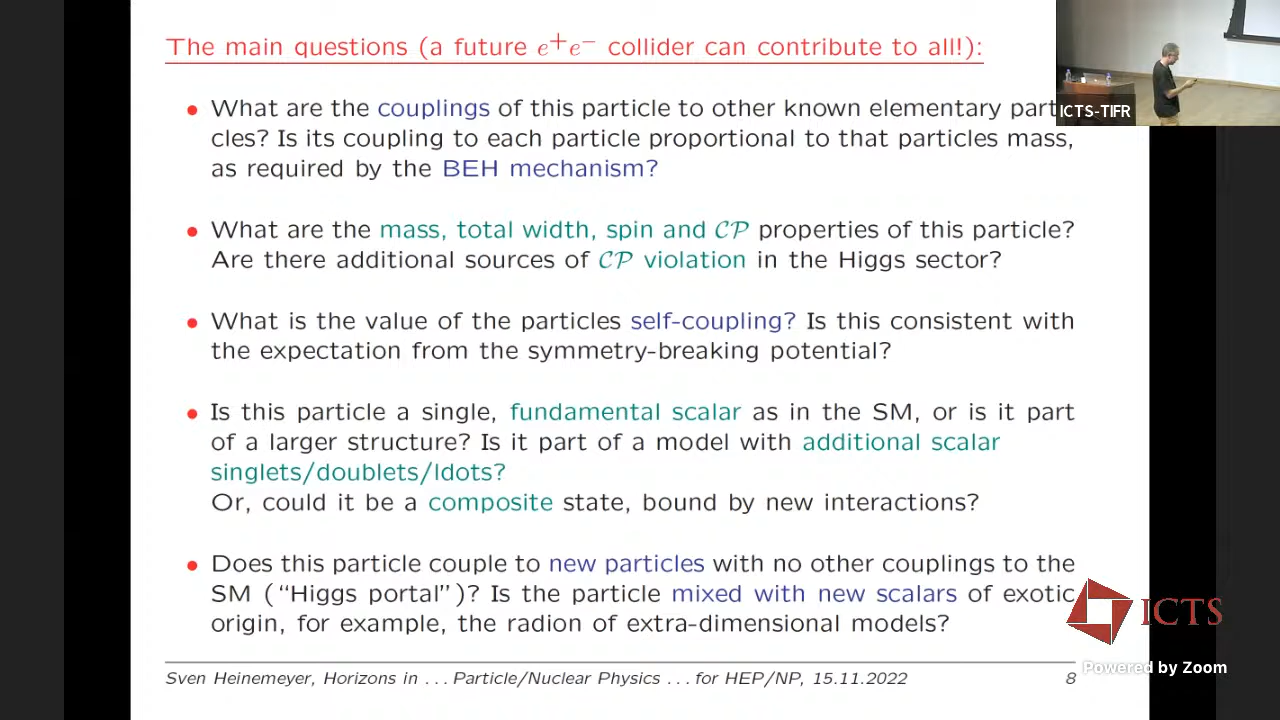 The main questions (a future e+e− collider can contribute to all!):
• What are the couplings of this particle to other known elementary parti
cles? Is its coupling to each particle proportional to that particles mass,
as required by the BEH mechanism?
• What are the mass, total width, spin and CP properties of this particle?
Are there additional sources of CP violation in the Higgs sector?
• What is the value of the particles self-coupling? Is this consistent with
the expectation from the symmetry-breaking potential?
• Is this particle a single, fundamental scalar as in the SM, or is it part
of a larger structure? Is it part of a model with additional scalar
singlets/doublets/ldots?
Or, could it be a composite state, bound by new interactions?
• Does this particle couple to new particles with no other couplings to the
SM (“Higgs portal”)? Is the particle mixed with new scalars of exotic
origin, for example, the radion of extra-dimensional models?
Sven Heinemeyer, Horizons in ... Particle/Nuclear Physics ... for HEP/NP, 15.11.2022 8
ICTS-TIFR
ICTS
Powered by Zoom